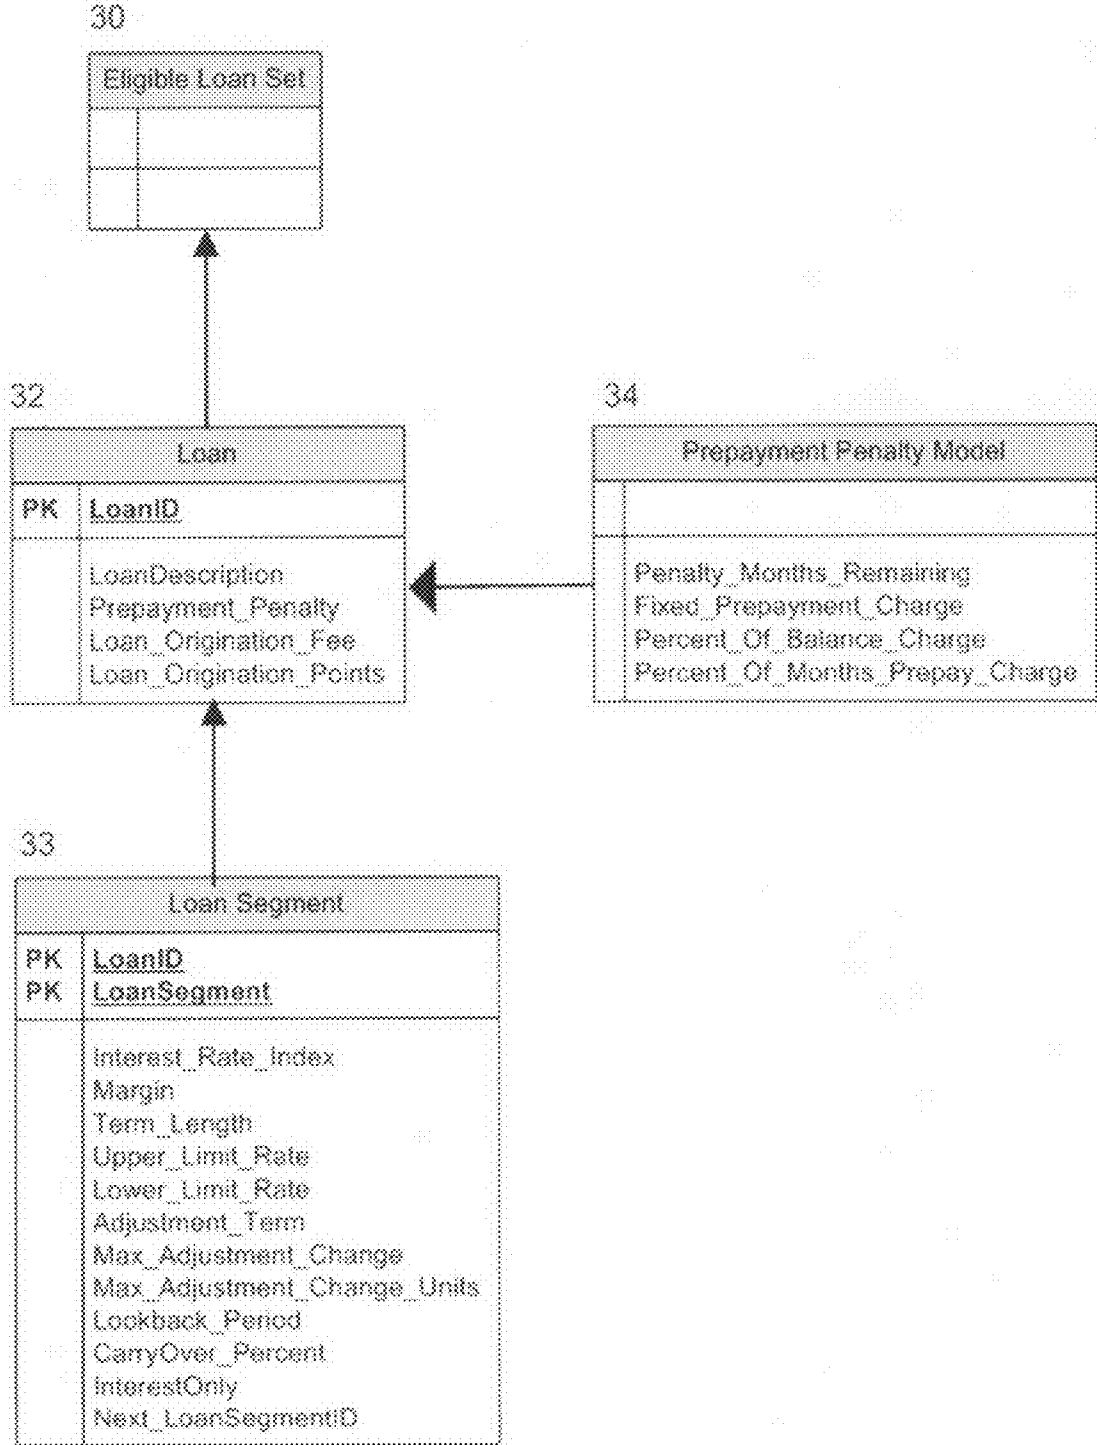 30
Eligible Loan Set
32
Loan
PK LoanID
LoanDescription
Prepayment_Penalty
Loan_Origination_Fee
Loan_Origination_Points
34
Prepayment Penalty Model
Penalty_Months_Remaining
Fixed_Prepayment_Charge
Percent_Of_Balance_Charge
Percent_Of_Months_Prepay_Charge
33
Loan Segment
PK LoanID
PK LoanSegment
Interest_Rate_Index
Margin
Term_Length
Upper_Limit_Rate
Lower_Limit_Rate
Adjustment_Term
Max_Adjustment_Change
Max_Adjustment_Change_Units
Lookback_Period
CarryOver_Percent
InterestOnly
Next_LoanSegmentID